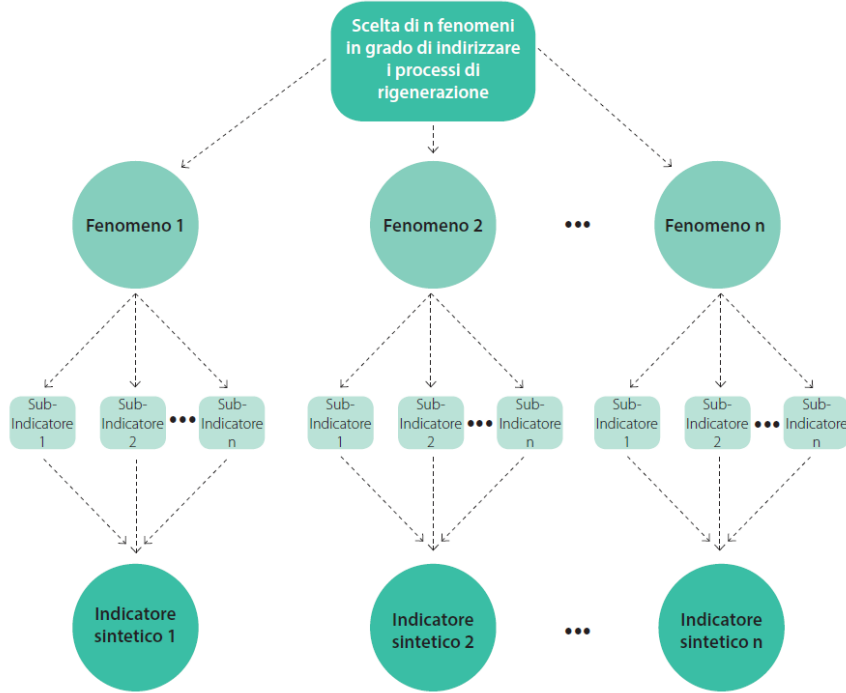 Scelta di n fenomeni
in grado di indirizzare
i processi di
rigenerazione
Fenomeno 1
Fenomeno 2
•••
Fenomeno n
Sub-
Indicatore
1
Sub-
Indicatore
2
•••
Sub-
Indicatore
n
Sub-
Indicatore
1
Sub-
Indicatore
2
•••
Sub-
Indicatore
n
Sub-
Indicatore
1
Sub-
Indicatore
2
•••
Sub-
Indicatore
n
Indicatore
sintetico 1
Indicatore
sintetico 2
•••
Indicatore
sintetico n